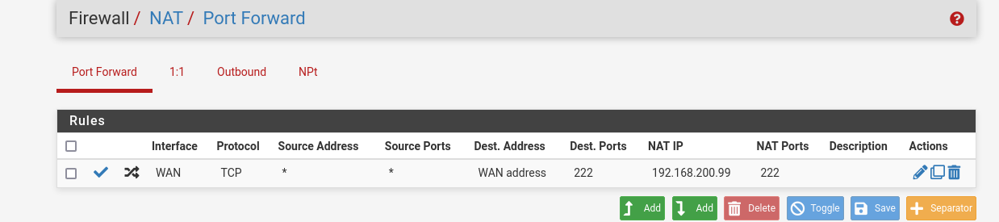 Firewall / NAT / Port Forward
Port Forward 1:1 Outbound NPt
Rules
Interface Protocol Source Address Source Ports Dest. Address Dest. Ports NAT IP NAT Ports Description Actions
WAN TCP * * WAN address 222 192.168.200.99 222
Add Add Delete Toggle Save Separator